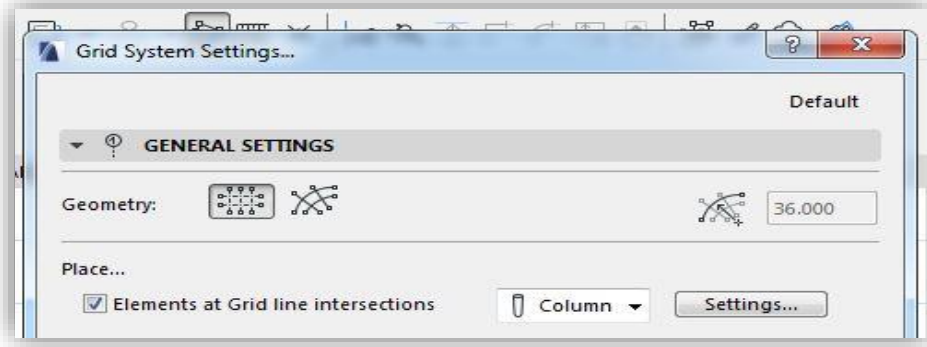 Grid System Settings...
Default
GENERAL SETTINGS
Geometry:
36.000
Place...
Elements at Grid line intersections
Column
Settings...